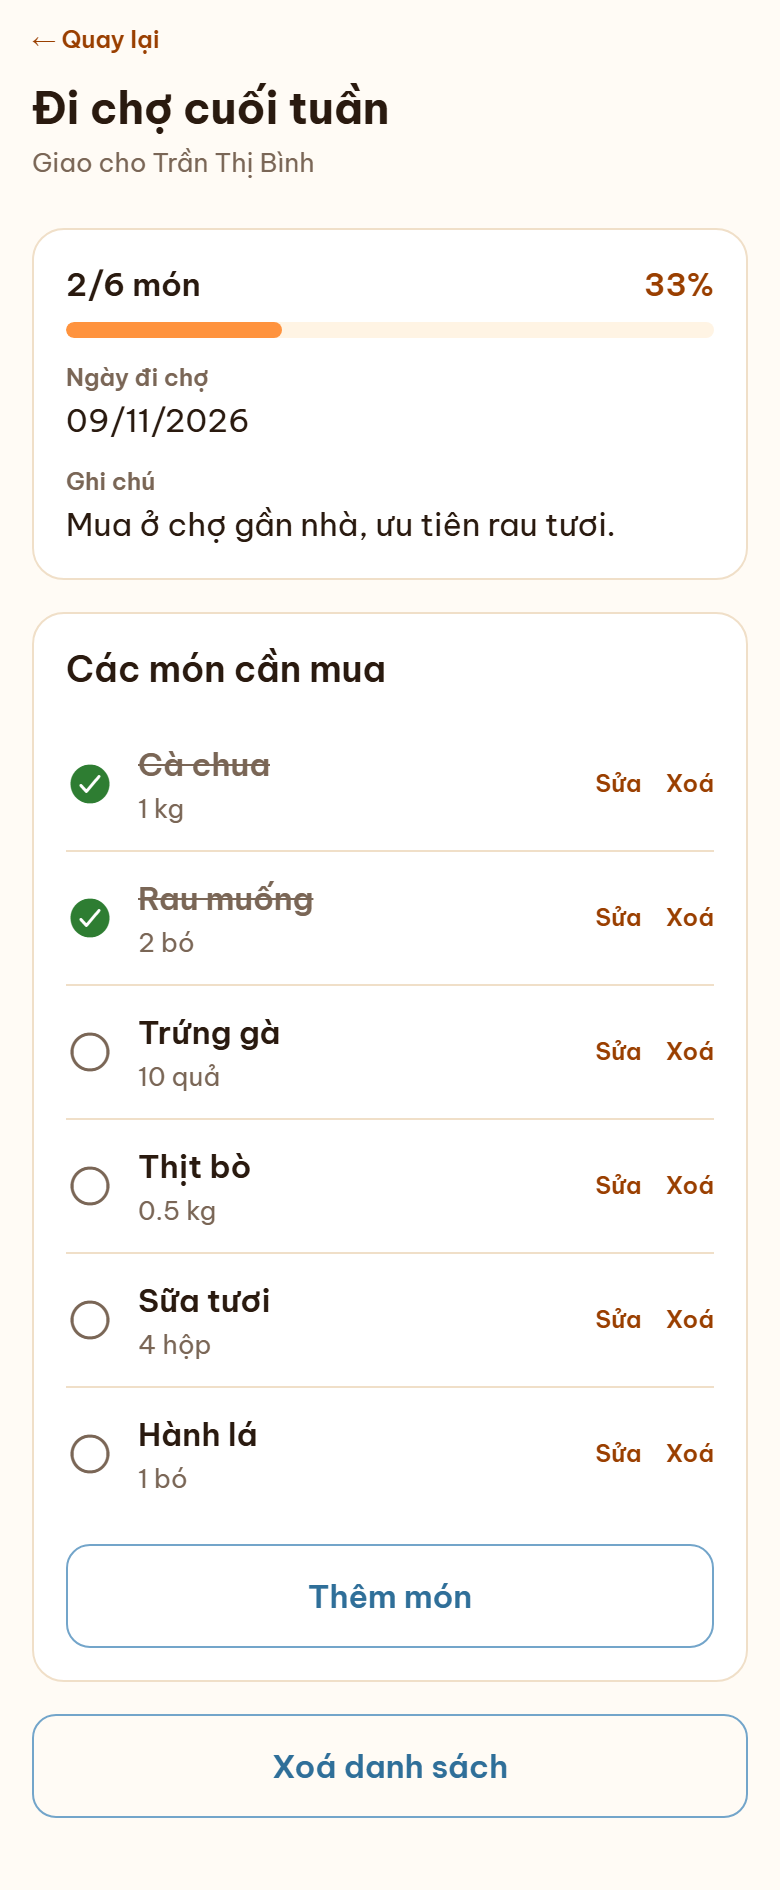 ← Quay lại
Đi chợ cuối tuần
Giao cho Trần Thị Bình
2/6 món 33%
Ngày đi chợ
09/11/2026
Ghi chú
Mua ở chợ gần nhà, ưu tiên rau tươi.
Các món cần mua
Cà chua
1 kg
Sửa Xoá
Rau muống
2 bó
Sửa Xoá
Trứng gà
10 quả
Sửa Xoá
Thịt bò
0.5 kg
Sửa Xoá
Sữa tươi
4 hộp
Sửa Xoá
Hành lá
1 bó
Sửa Xoá
Thêm món
Xoá danh sách